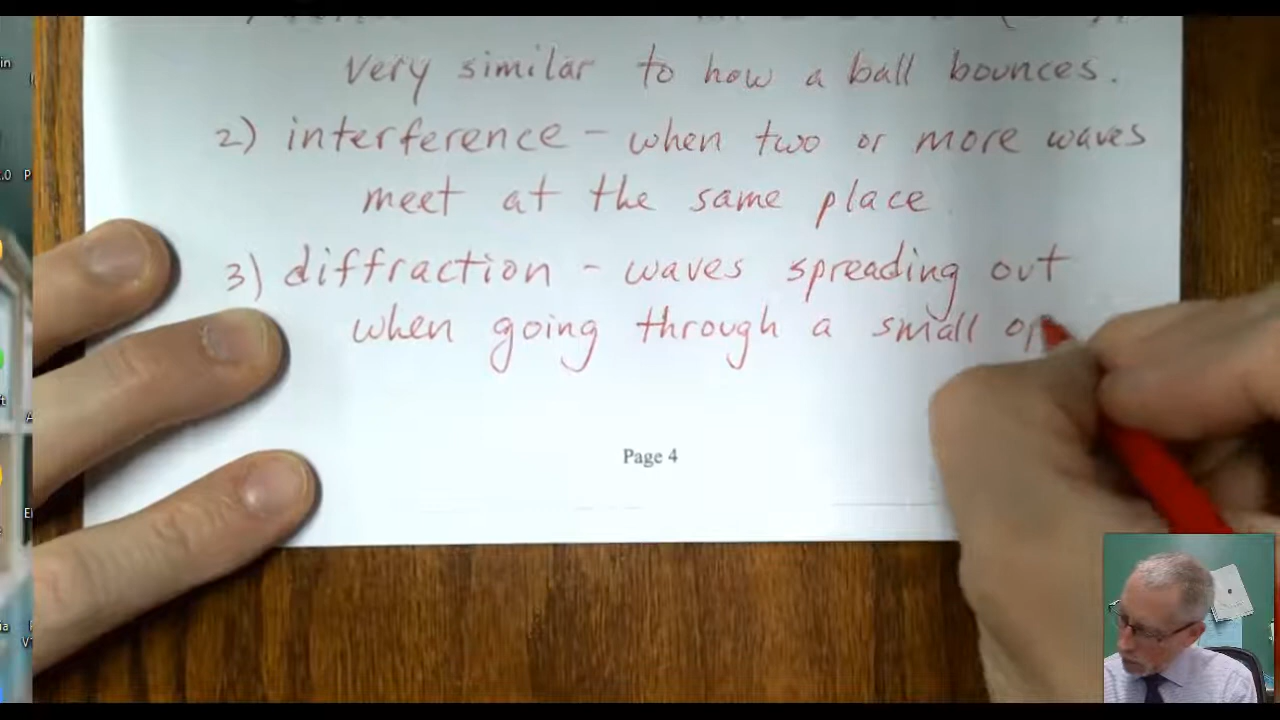 very similar to how a ball bounces.
2) interference - when two or more waves
meet at the same place
3) diffraction - waves spreading out
when going through a small op
Page 4